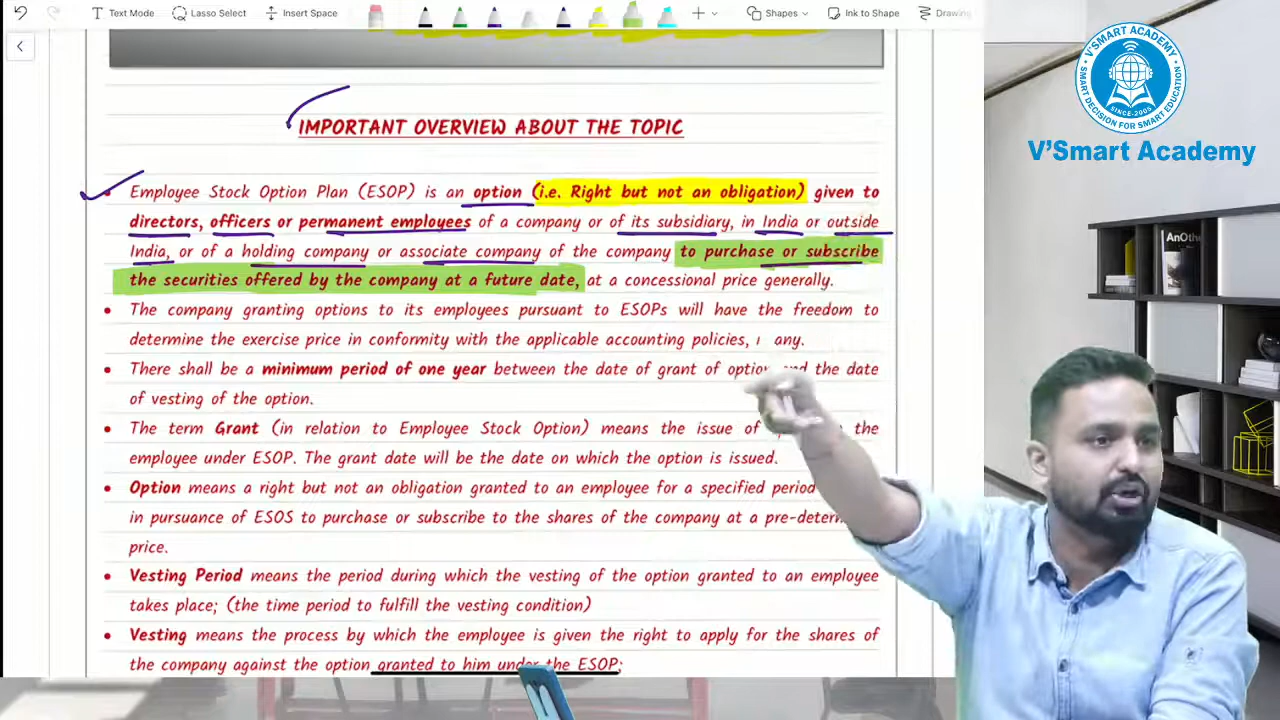 Text Mode Lasso Select Insert Space Shapes Ink to Shape Drawing
IMPORTANT OVERVIEW ABOUT THE TOPIC
• Employee Stock Option Plan (ESOP) is an option (i.e. Right but not an obligation) given to
directors, officers or permanent employees of a company or of its subsidiary, in India or outside
India, or of a holding company or associate company of the company to purchase or subscribe
the securities offered by the company at a future date, at a concessional price generally.
• The company granting options to its employees pursuant to ESOPs will have the freedom to
determine the exercise price in conformity with the applicable accounting policies, any.
• There shall be a minimum period of one year between the date of grant of option and the date
of vesting of the option.
• The term Grant (in relation to Employee Stock Option) means the issue of the
employee under ESOP. The grant date will be the date on which the option is issued.
• Option means a right but not an obligation granted to an employee for a specified period
in pursuance of ESOS to purchase or subscribe to the shares of the company at a pre-deter
price.
• Vesting Period means the period during which the vesting of the option granted to an employee
takes place; (the time period to fulfill the vesting condition)
• Vesting means the process by which the employee is given the right to apply for the shares of
the company against the option granted to him under the ESOP;
V'SMART ACADEMY
SINCE-2005
SMART DECISION FOR SMART EDUCATION
V'Smart Academy
AnOth